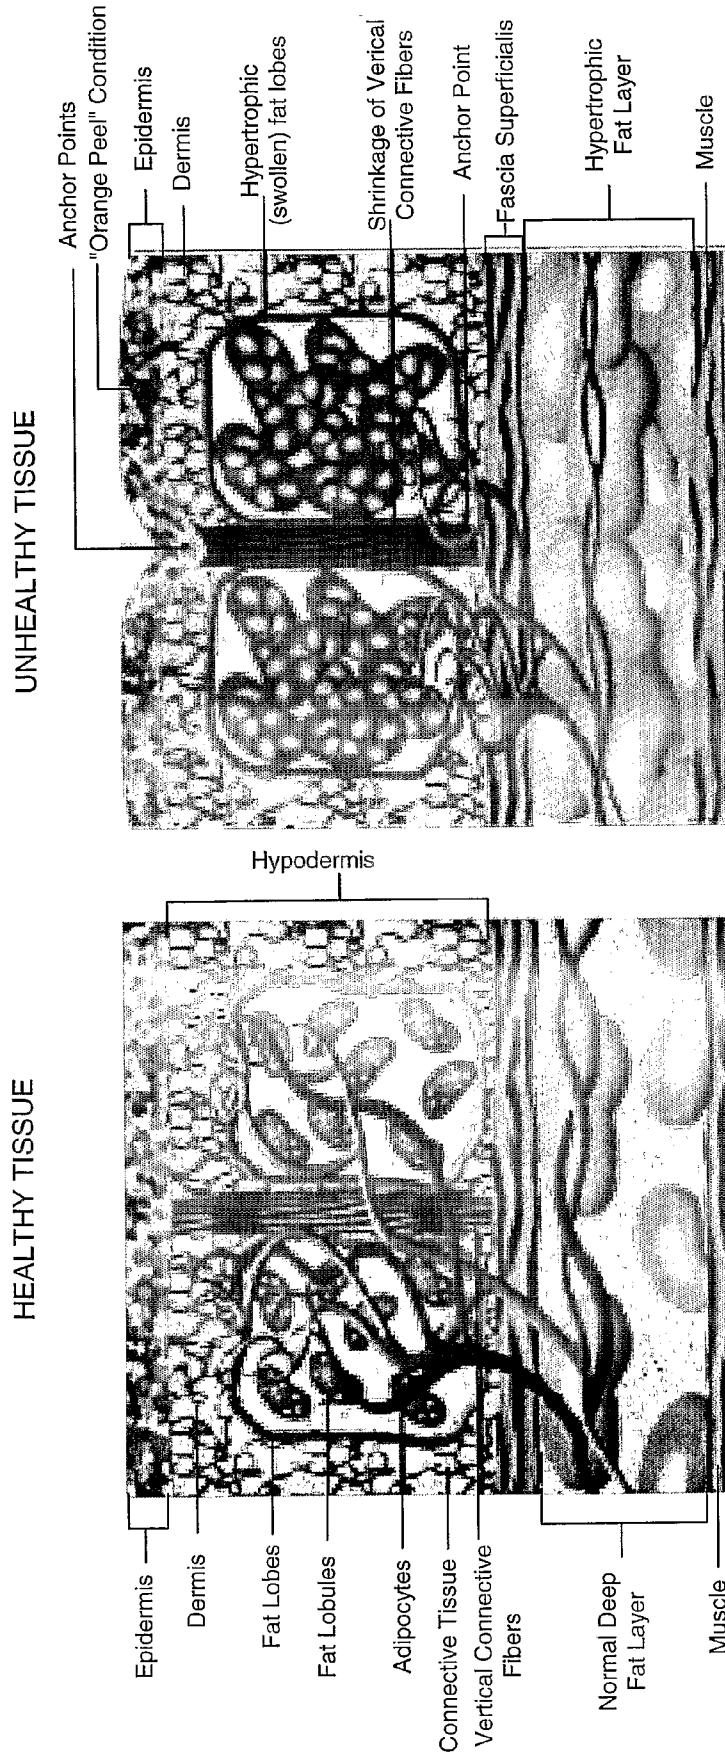 HEALTHY TISSUE
Epidermis
Dermis
Fat Lobes
Fat Lobules
Adipocytes
Connective Tissue
Vertical Connective
Fibers
Normal Deep
Fat Layer
Muscle
Hypodermis
UNHEALTHY TISSUE
Anchor Points
"Orange Peel" Condition
Epidermis
Dermis
Hypertrophic
(swollen) fat lobes
Shrinkage of Verical
Connective Fibers
Anchor Point
Fascia Superficialis
Hypertrophic
Fat Layer
Muscle